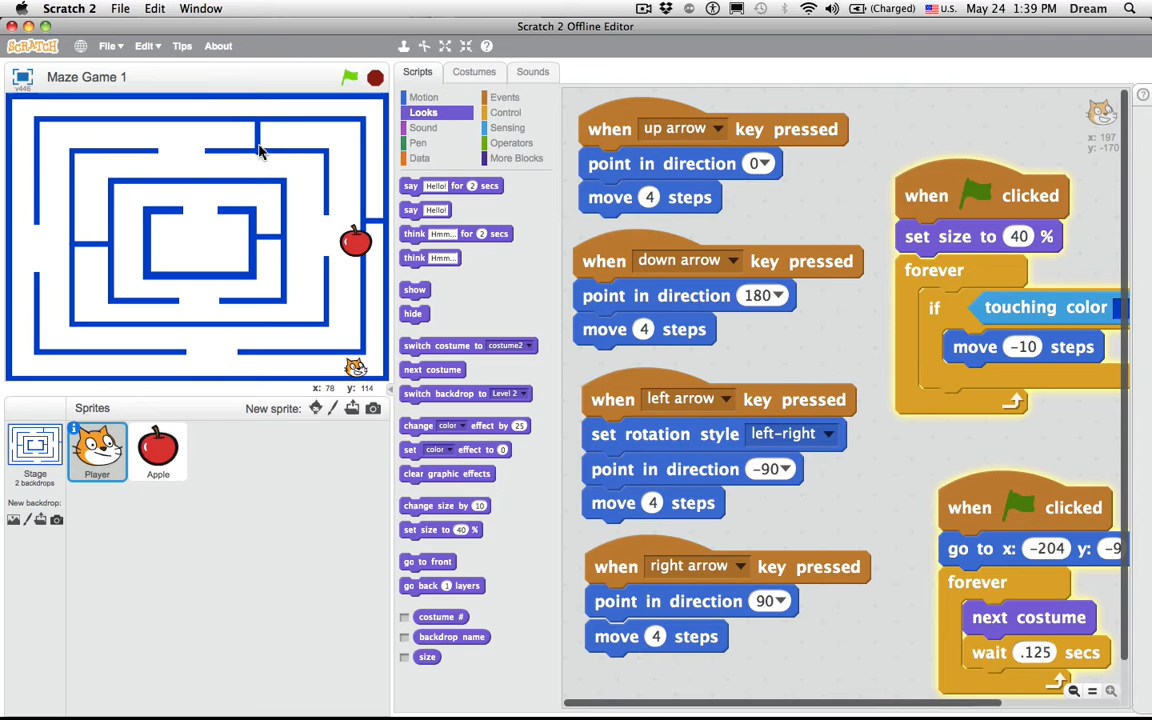 Scratch 2 File Edit Window (Charged) U.S. May 24 1:39 PM Dream
Scratch 2 Offline Editor
SCRATCH File Edit Tips About
v446
Maze Game 1
x: 78 y: 114
Sprites
New sprite:
Stage
2 backdrops
Player
Apple
New backdrop:
Scripts Costumes Sounds
Motion
Looks
Sound
Pen
Data
Events
Control
Sensing
Operators
More Blocks
say Hello! for 2 secs
say Hello!
think Hmm... for 2 secs
think Hmm...
show
hide
switch costume to costume2
next costume
switch backdrop to Level 2
change color effect by 25
set color effect to 0
clear graphic effects
change size by 10
set size to 40 %
go to front
go back 1 layers
costume #
backdrop name
size
when up arrow key pressed
point in direction 0
move 4 steps
when down arrow key pressed
point in direction 180
move 4 steps
when left arrow key pressed
set rotation style left-right
point in direction -90
move 4 steps
when right arrow key pressed
point in direction 90
move 4 steps
x: 197
y: -170
when clicked
set size to 40 %
forever
if touching color
move -10 steps
when clicked
go to x: -204 y: -9
forever
next costume
wait .125 secs